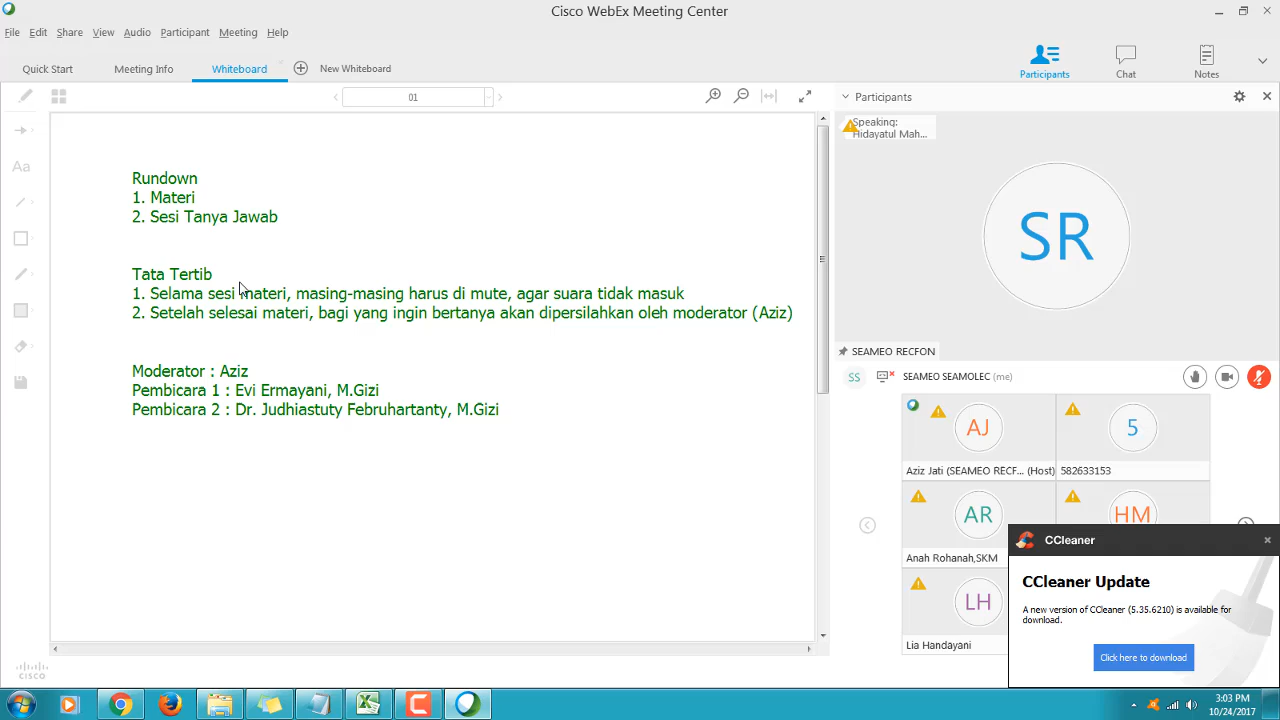 Cisco WebEx Meeting Center
File Edit Share View Audio Participant Meeting Help
Quick Start Meeting Info Whiteboard New Whiteboard
Participants Chat Notes
01
Aa
Rundown
1. Materi
2. Sesi Tanya Jawab
Tata Tertib
1. Selama sesi materi, masing-masing harus di mute, agar suara tidak masuk
2. Setelah selesai materi, bagi yang ingin bertanya akan dipersilahkan oleh moderator (Aziz)
Moderator : Aziz
Pembicara 1 : Evi Ermayani, M.Gizi
Pembicara 2 : Dr. Judhiastuty Februhartanty, M.Gizi
cisco
Participants
Speaking:
Hidayatul Mah...
SR
SEAMEO RECFON
SS SEAMEO SEAMOLEC (me)
AJ 5
Aziz Jati (SEAMEO RECF... (Host) 582633153
AR HM
Anah Rohanah,SKM
LH
Lia Handayani
CCleaner
CCleaner Update
A new version of CCleaner (5.35.6210) is available for
download.
Click here to download
3:03 PM
10/24/2017